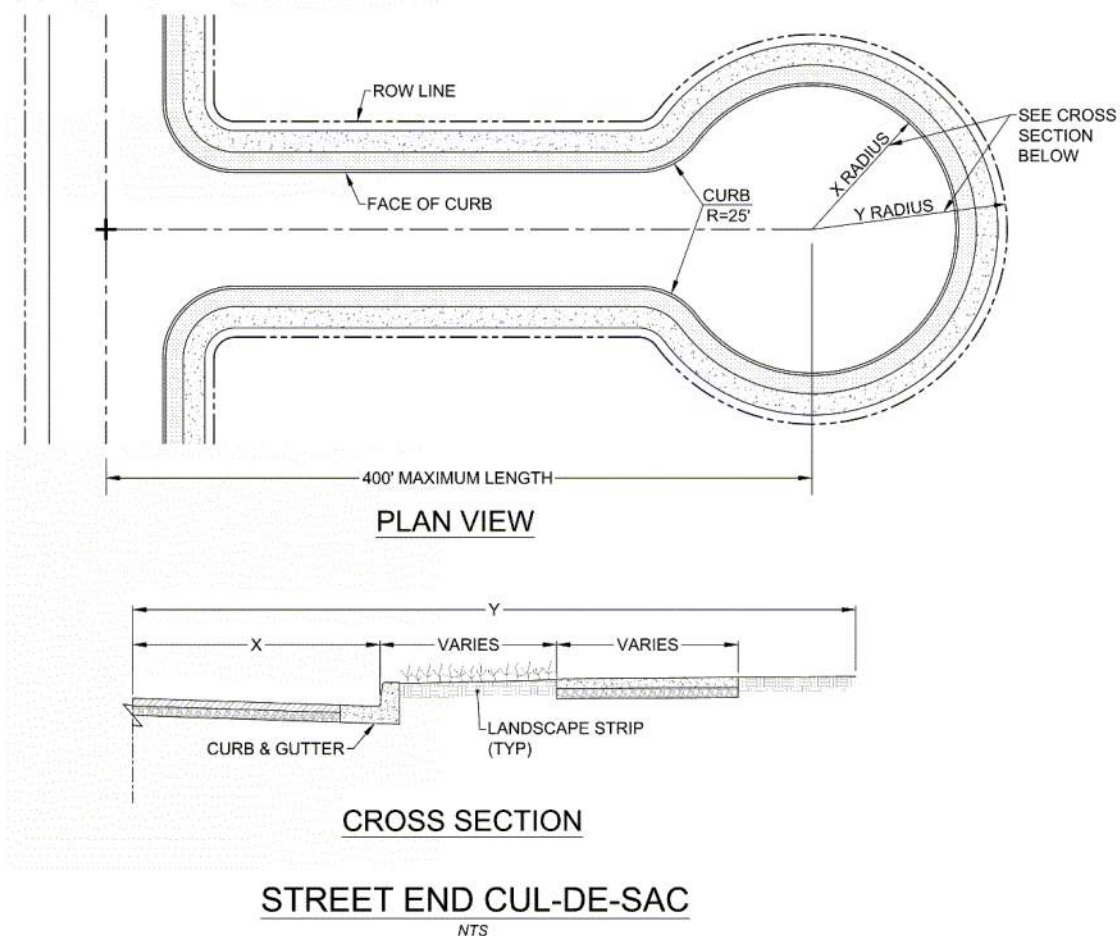 ROW LINE
SEE CROSS
SECTION
BELOW
X RADIUS
FACE OF CURB
CURB
R=25'
Y RADIUS
400' MAXIMUM LENGTH
PLAN VIEW
Y
X
VARIES
VARIES
LANDSCAPE STRIP
(TYP)
CURB & GUTTER
CROSS SECTION
STREET END CUL-DE-SAC
NTS